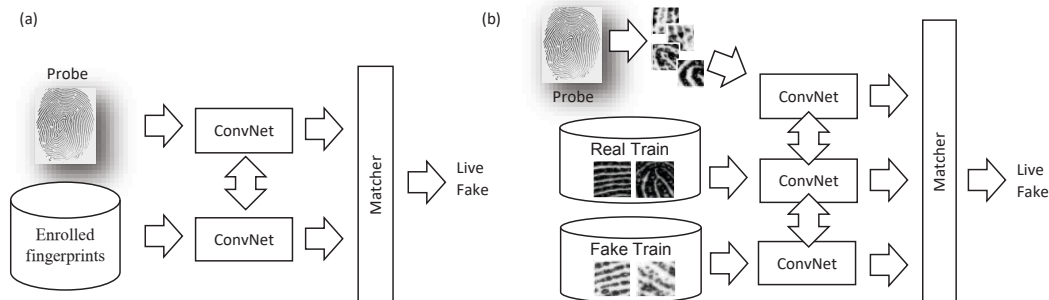 (a)
Probe
ConvNet
Enrolled
fingerprints
ConvNet
Matcher
Live
Fake
(b)
Probe
ConvNet
Real Train
ConvNet
Fake Train
ConvNet
Matcher
Live
Fake